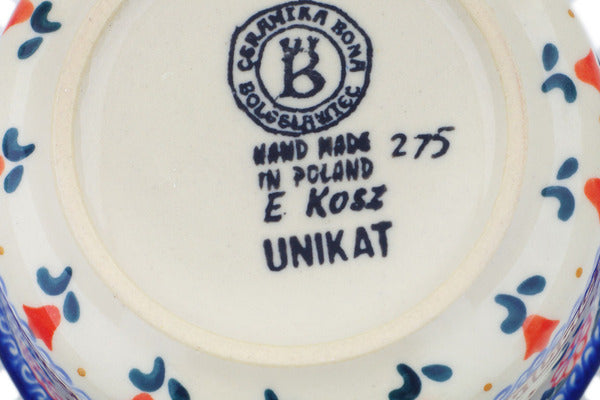 CERAMIKA BONA
B
BOLESŁAWIEC
HAND MADE 275
IN POLAND
E. KOSZ
UNIKAT